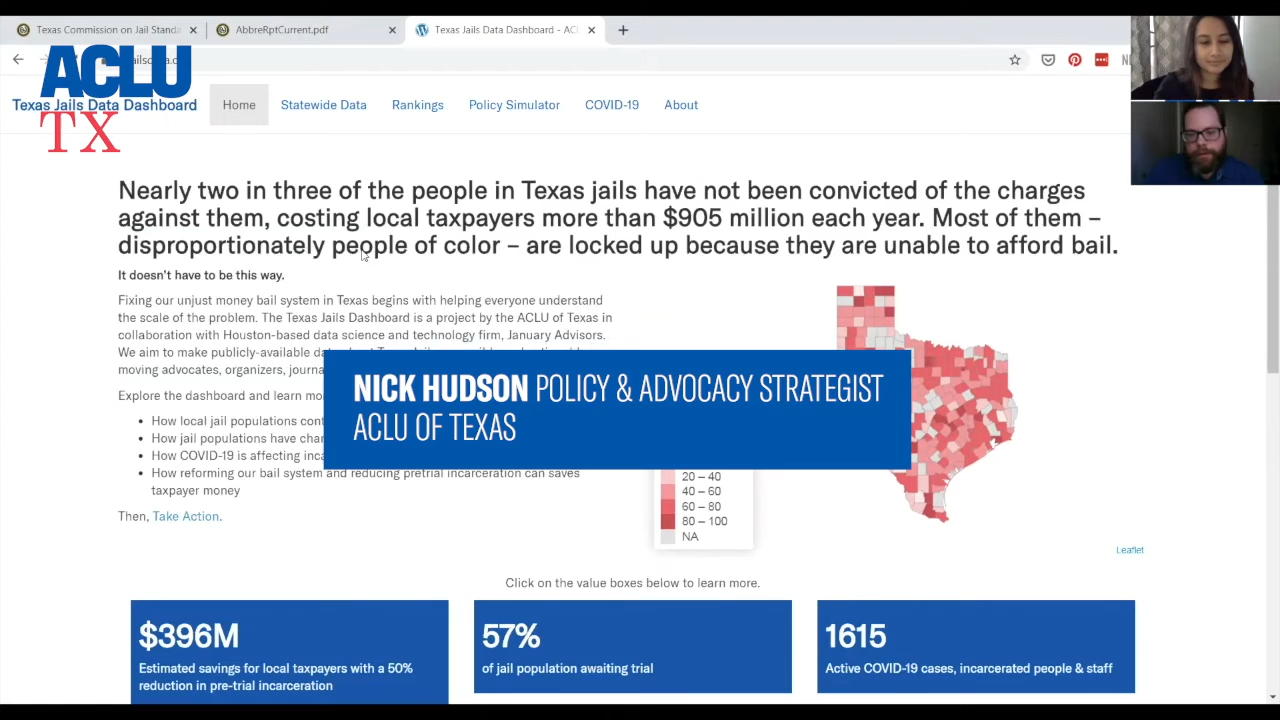 Texas Commission on Jail Standa
AbbreRptCurrent.pdf
Texas Jails Data Dashboard - AC
ACLU
TX
Texas Jails Data Dashboard
Home
Statewide Data
Rankings
Policy Simulator
COVID-19
About
Nearly two in three of the people in Texas jails have not been convicted of the charges
against them, costing local taxpayers more than $905 million each year. Most of them –
disproportionately people of color – are locked up because they are unable to afford bail.
It doesn't have to be this way.
Fixing our unjust money bail system in Texas begins with helping everyone understand
the scale of the problem. The Texas Jails Dashboard is a project by the ACLU of Texas in
collaboration with Houston-based data science and technology firm, January Advisors.
We aim to make publicly-available
moving advocates, organizers,
Explore the dashboard and learn
How local jail populations
How jail populations have
How COVID-19 is affecting
How reforming our bail system and reducing pretrial incarceration can saves
taxpayer money
Then, Take Action.
NICK HUDSON POLICY & ADVOCACY STRATEGIST
ACLU OF TEXAS
20 – 40
40 – 60
60 – 80
80 – 100
NA
Leaflet
Click on the value boxes below to learn more.
$396M
Estimated savings for local taxpayers with a 50%
reduction in pre-trial incarceration
57%
of jail population awaiting trial
1615
Active COVID-19 cases, incarcerated people & staff